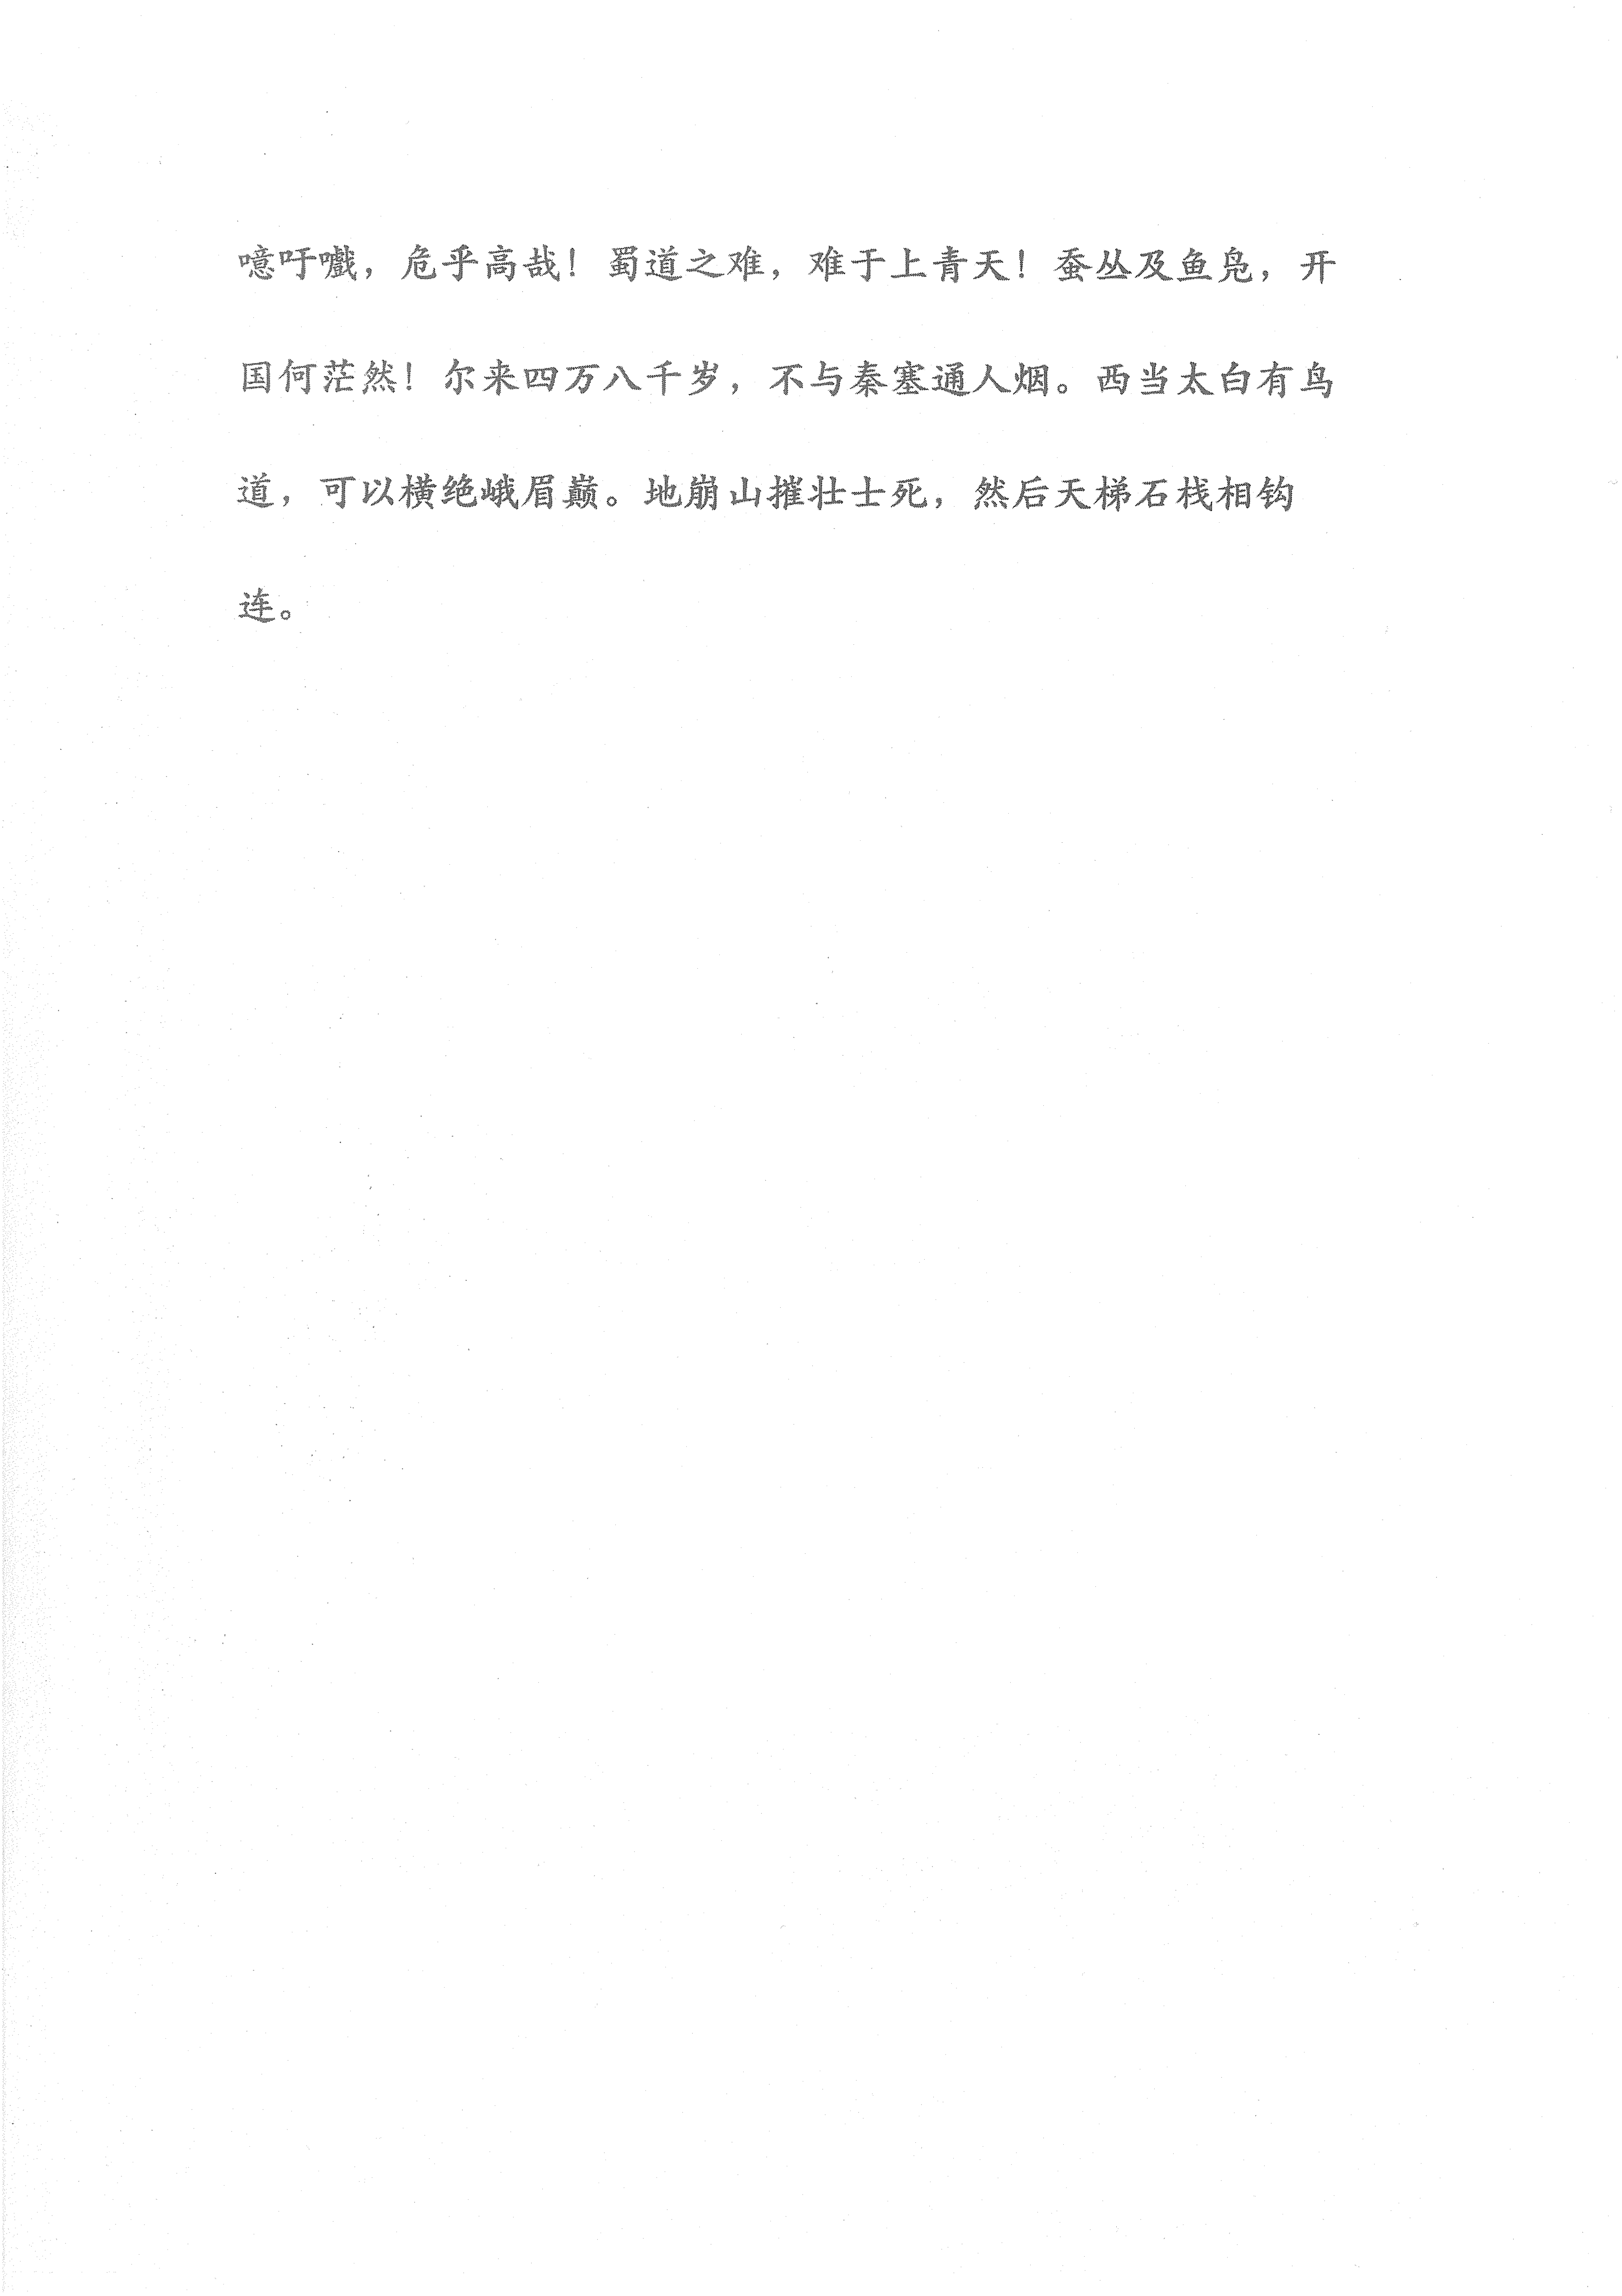 噫吁嚱，危乎高哉！蜀道之难，难于上青天！蚕丛及鱼凫，开
国何茫然！尔来四万八千岁，不与秦塞通人烟。西当太白有鸟
道，可以横绝峨眉巅。地崩山摧壮士死，然后天梯石栈相钩
连。